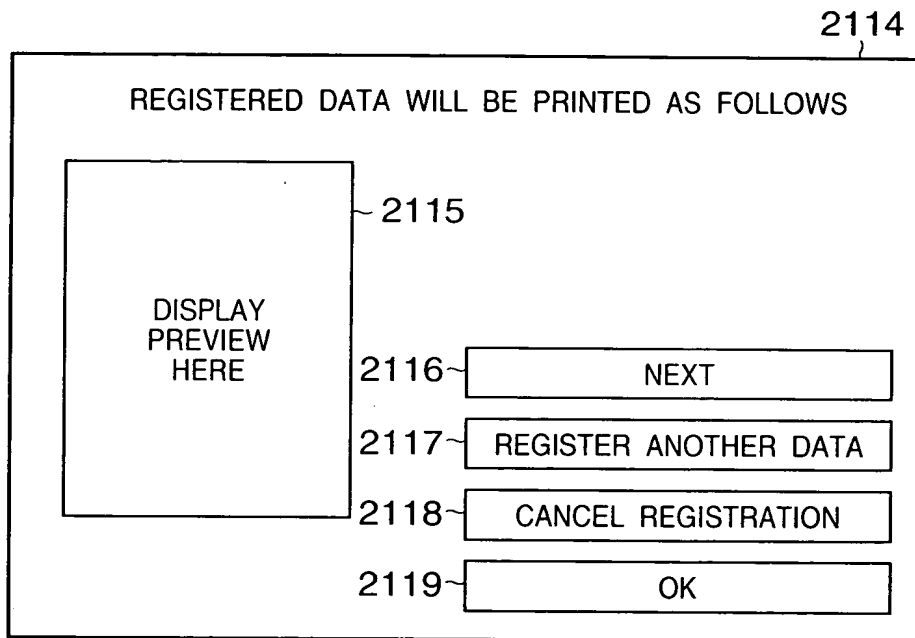 2114
REGISTERED DATA WILL BE PRINTED AS FOLLOWS
2115
DISPLAY
PREVIEW
HERE
2116 NEXT
2117 REGISTER ANOTHER DATA
2118 CANCEL REGISTRATION
2119 OK